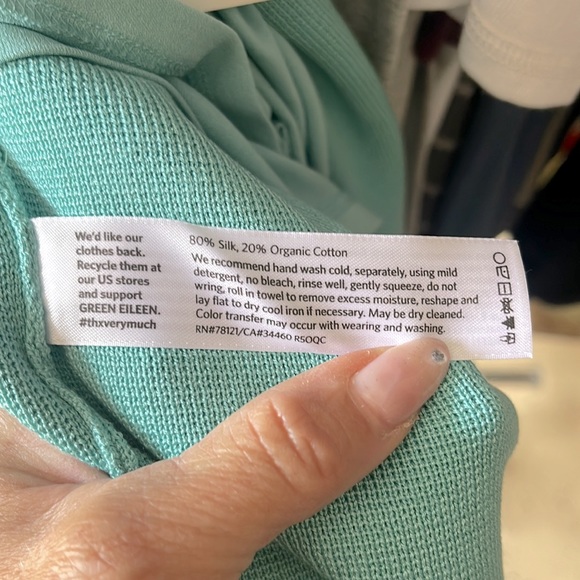 We'd like our
clothes back.
Recycle them at
our US stores
and support
GREEN EILEEN.
#thxverymuch
80% Silk, 20% Organic Cotton
We recommend hand wash cold, separately, using mild
detergent, no bleach, rinse well, gently squeeze, do not
wring, roll in towel to remove excess moisture, reshape and
lay flat to dry cool iron if necessary. May be dry cleaned.
Color transfer may occur with wearing and washing.
RN#78121/CA#34460 R5OQC